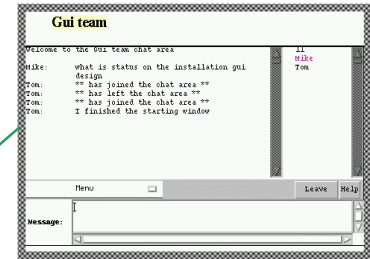 Gui team
Welcome to the Gui team chat area
Mike: what is status on the installation gui
design
Tom: ** has joined the chat area **
Tom: ** has left the chat area **
Tom: ** has joined the chat area **
Tom: I finished the starting window
Mike
Tom
Menu
Leave Help
Message: